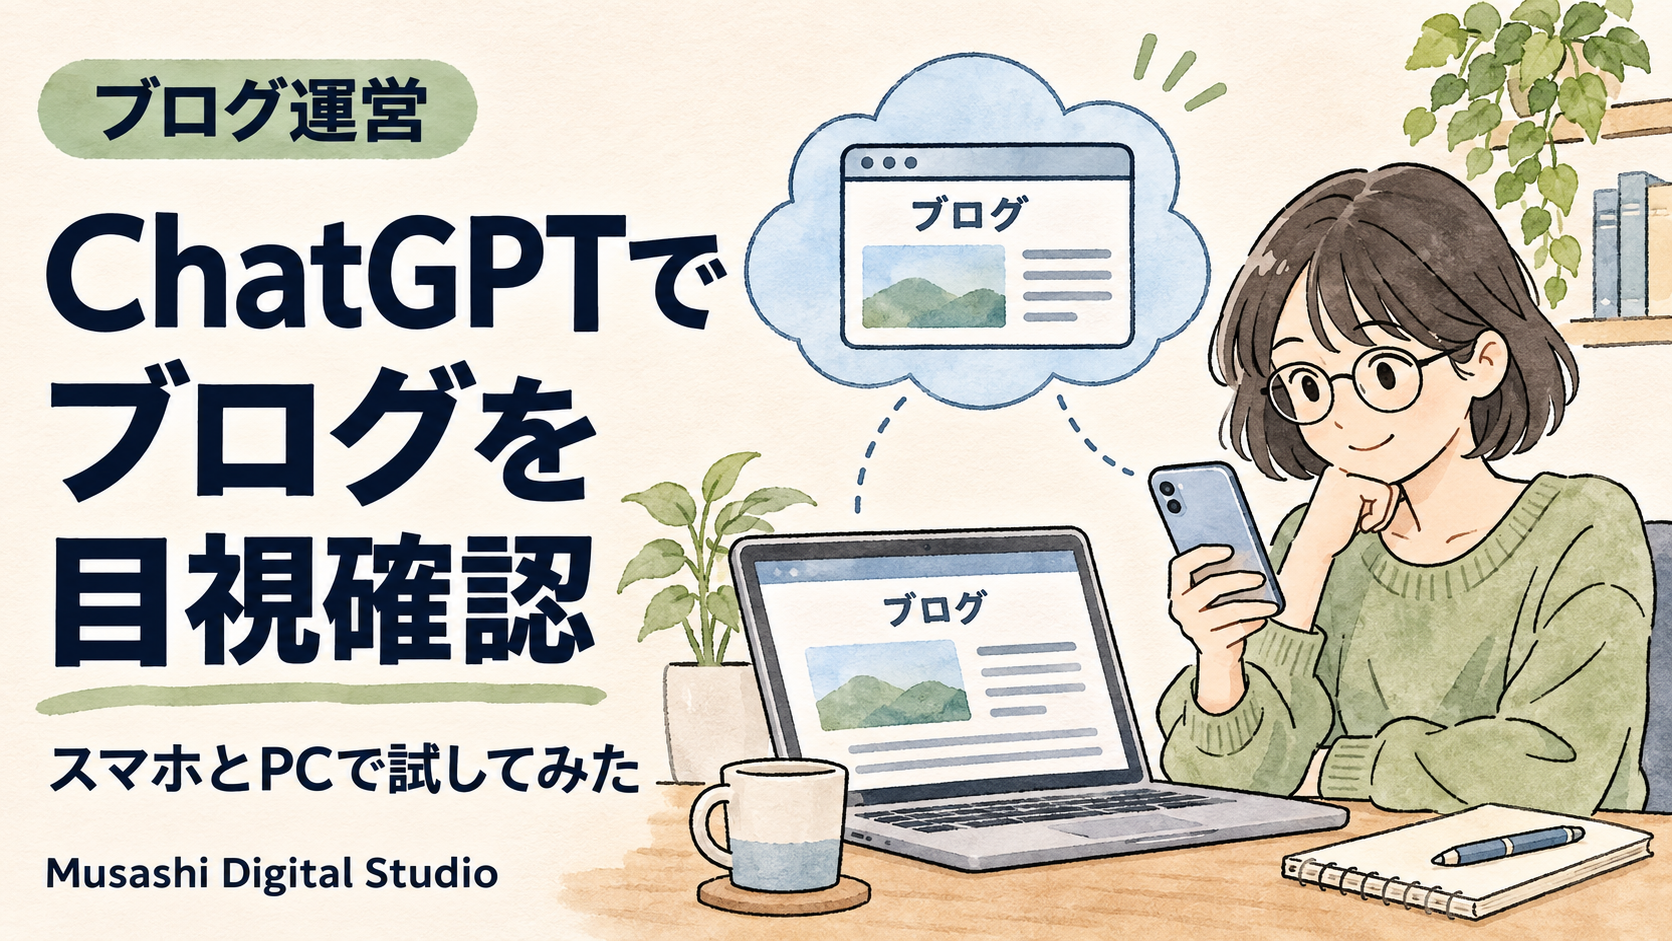 ブログ運営
ChatGPTで
ブログを
目視確認
スマホとPCで試してみた
Musashi Digital Studio
ブログ
ブログ